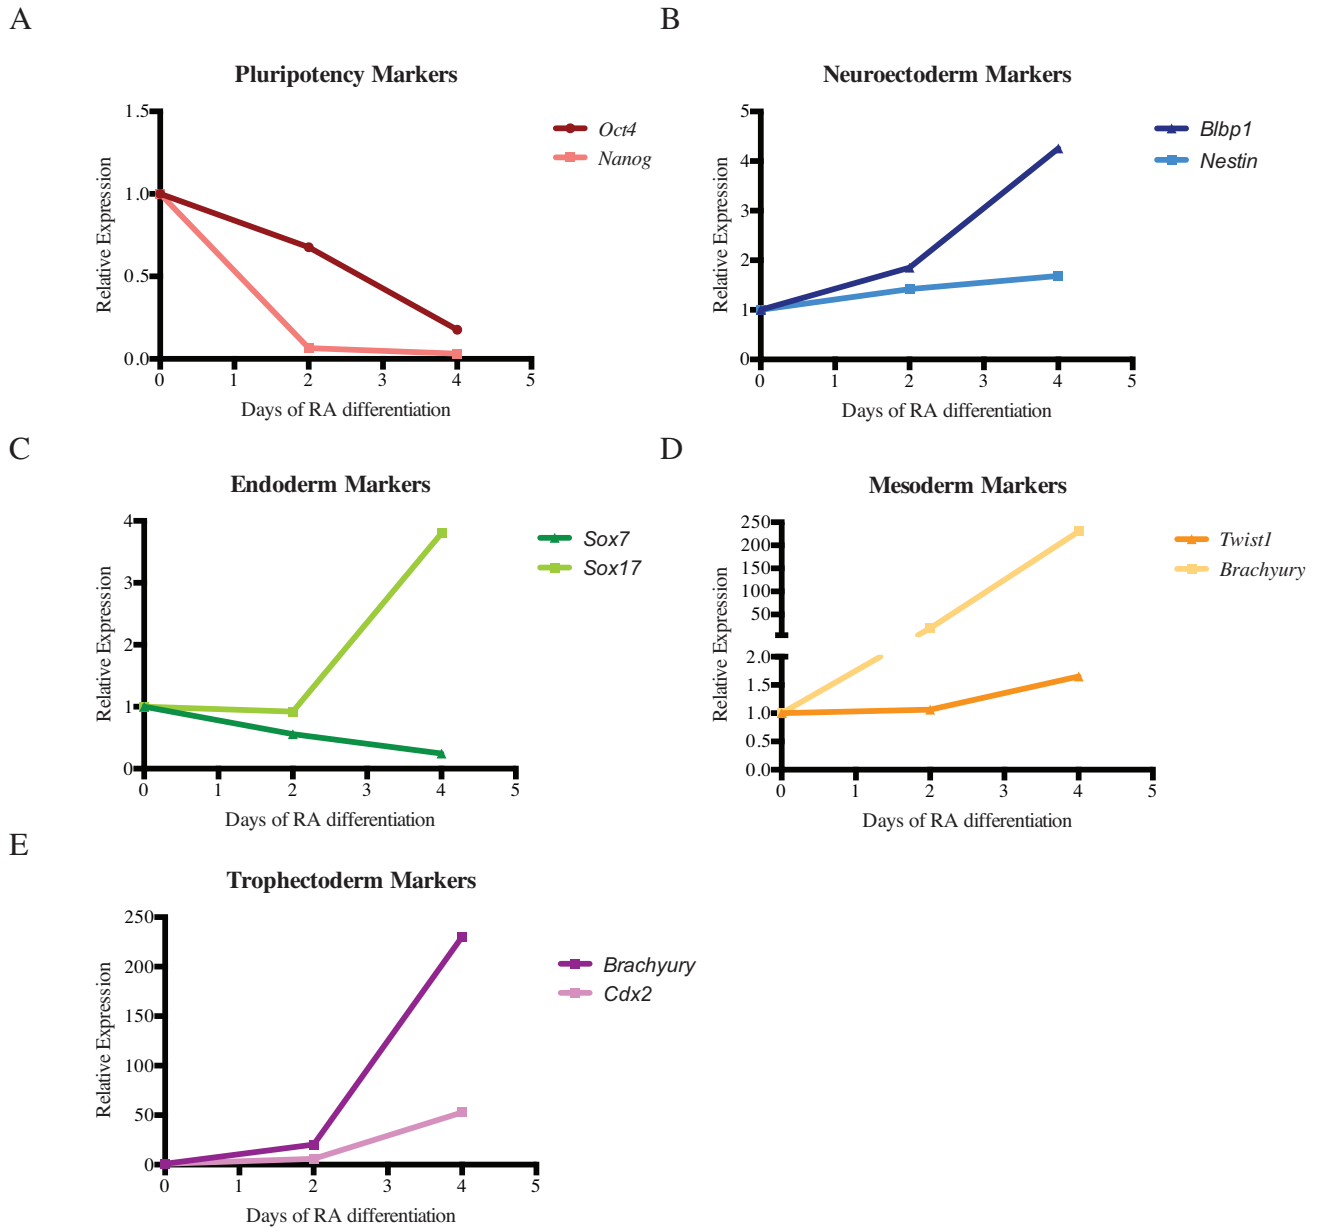 A
Pluripotency Markers
1.5
1.0
0.5
0.0
0 1 2 3 4 5
Relative Expression
Days of RA differentiation
Oct4
Nanog
B
Neuroectoderm Markers
5
4
3
2
1
0
0 1 2 3 4 5
Relative Expression
Days of RA differentiation
Blbp1
Nestin
C
Endoderm Markers
4
3
2
1
0
0 1 2 3 4 5
Relative Expression
Days of RA differentiation
Sox7
Sox17
D
Mesoderm Markers
250
200
150
100
50
2.0
1.5
1.0
0.5
0.0
0 1 2 3 4 5
Relative Expression
Days of RA differentiation
Twist1
Brachyury
E
Trophectoderm Markers
250
200
150
100
50
0
0 1 2 3 4 5
Relative Expression
Days of RA differentiation
Brachyury
Cdx2